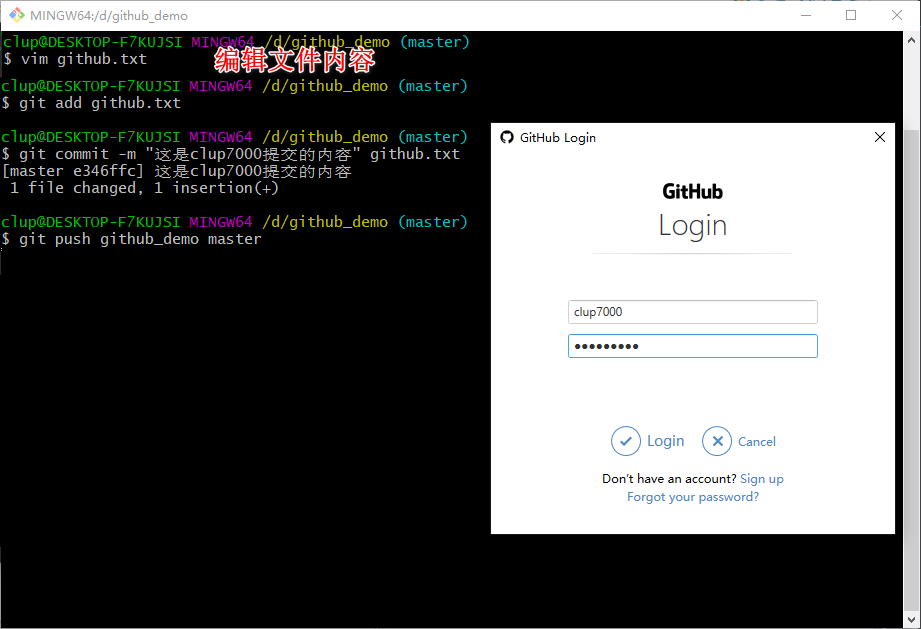 MINGW64:/d/github_demo
clup@DESKTOP-F7KUJSI MINGW64 /d/github_demo (master)
$ vim github.txt
编辑文件内容
clup@DESKTOP-F7KUJSI MINGW64 /d/github_demo (master)
$ git add github.txt
clup@DESKTOP-F7KUJSI MINGW64 /d/github_demo (master)
$ git commit -m "这是clup7000提交的内容" github.txt
[master e346ffc] 这是clup7000提交的内容
1 file changed, 1 insertion(+)
clup@DESKTOP-F7KUJSI MINGW64 /d/github_demo (master)
$ git push github_demo master
GitHub Login
GitHub
Login
clup7000
●●●●●●●●●
Login
Cancel
Don't have an account? Sign up
Forgot your password?